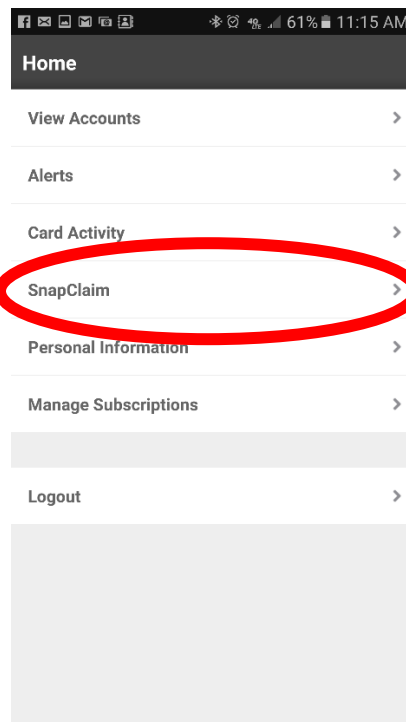 61% 11:15 AM
Home
View Accounts
Alerts
Card Activity
SnapClaim
Personal Information
Manage Subscriptions
Logout